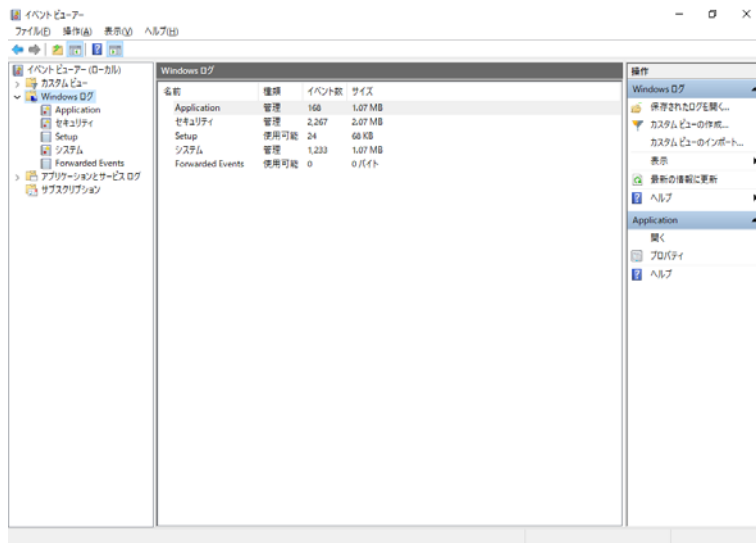 イベント ビューアー
ファイル(F) 操作(A) 表示(V) ヘルプ(H)
イベント ビューアー (ローカル)
カスタム ビュー
Windows ログ
Application
セキュリティ
Setup
システム
Forwarded Events
アプリケーションとサービス ログ
サブスクリプション
Windows ログ
名前 種類 イベント数 サイズ
Application 管理 168 1.07 MB
セキュリティ 管理 2,267 2.07 MB
Setup 使用可能 24 68 KB
システム 管理 1,233 1.07 MB
Forwarded Events 使用可能 0 0 バイト
操作
Windows ログ
保存されたログを開く...
カスタム ビューの作成...
カスタム ビューのインポート...
表示
最新の情報に更新
ヘルプ
Application
開く
プロパティ
ヘルプ